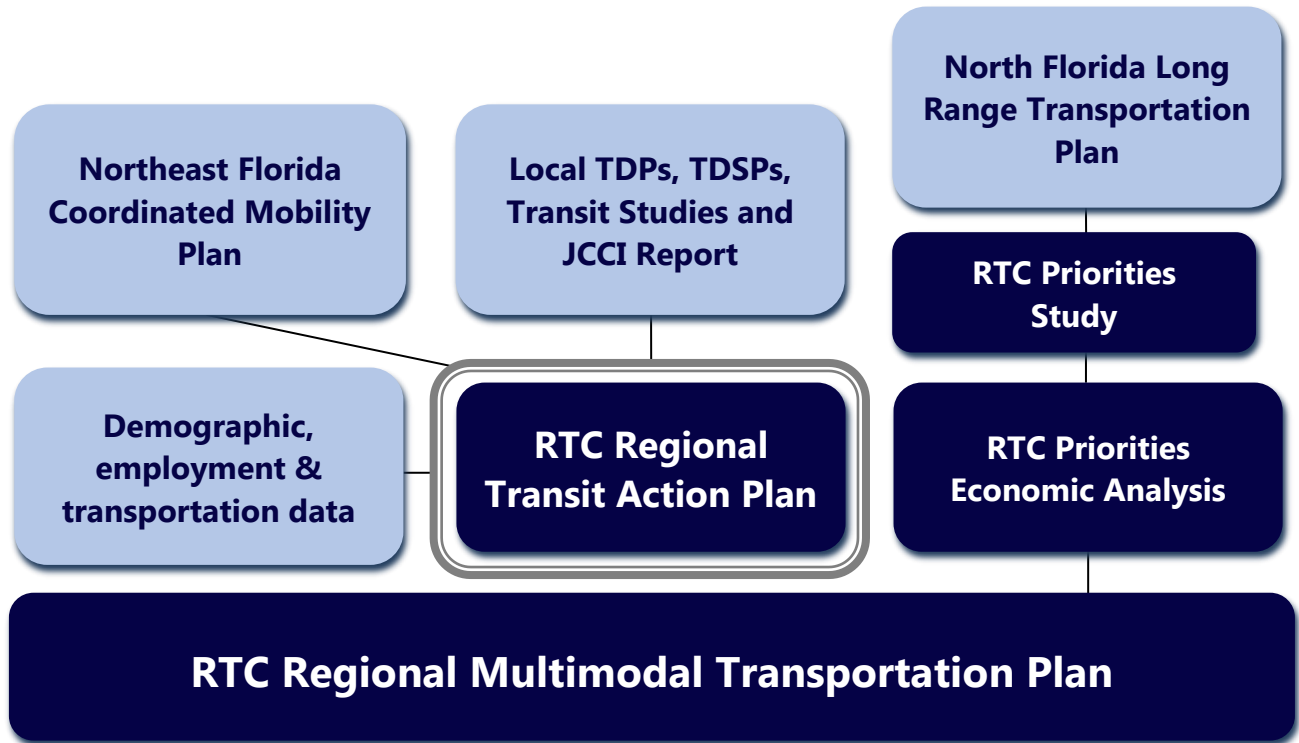 Northeast Florida
Coordinated Mobility
Plan
Local TDPs, TDSPs,
Transit Studies and
JCCI Report
North Florida Long
Range Transportation
Plan
RTC Priorities
Study
Demographic,
employment &
transportation data
RTC Regional
Transit Action Plan
RTC Priorities
Economic Analysis
RTC Regional Multimodal Transportation Plan